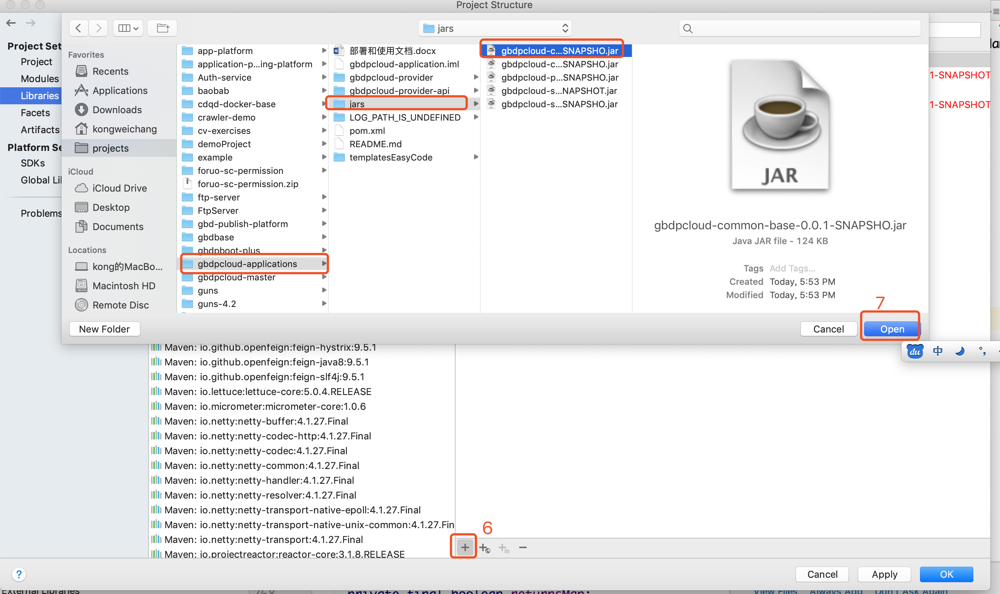 Project Structure
jars
Project Set
Project
Modules
Libraries
Facets
Artifacts
Platform Se
SDKs
Global Lil
Problems
Favorites
Recents
Applications
Downloads
kongweichang
projects
iCloud
iCloud Drive
Desktop
Documents
Locations
kong的MacBo...
Macintosh HD
Remote Disc
app-platform
application-p...ing-platform
Auth-service
baobab
cdqd-docker-base
crawler-demo
cv-exercises
demoProject
example
foruo-sc-permission
foruo-sc-permission.zip
ftp-server
FtpServer
gbd-publish-platform
gbdbase
gbdpboot-plus
gbdpcloud-applications
gbdpcloud-master
guns
guns-4.2
部署和使用文档.docx
gbdpcloud-application.iml
gbdpcloud-provider
gbdpcloud-provider-api
jars
LOG_PATH_IS_UNDEFINED
pom.xml
README.md
templatesEasyCode
gbdpcloud-c...SNAPSHO.jar
gbdpcloud-c...SNAPSHO.jar
gbdpcloud-p...SNAPSHO.jar
gbdpcloud-s...NAPSHOT.jar
gbdpcloud-s...SNAPSHO.jar
JAR
gbdpcloud-common-base-0.0.1-SNAPSHO.jar
Java JAR file - 124 KB
Tags Add Tags...
Created Today, 5:53 PM
Modified Today, 5:53 PM
1-SNAPSHOT
1-SNAPSHOT
7
New Folder
Cancel
Open
du 中
Maven: io.github.openfeign:feign-hystrix:9.5.1
Maven: io.github.openfeign:feign-java8:9.5.1
Maven: io.github.openfeign:feign-slf4j:9.5.1
Maven: io.lettuce:lettuce-core:5.0.4.RELEASE
Maven: io.micrometer:micrometer-core:1.0.6
Maven: io.netty:netty-buffer:4.1.27.Final
Maven: io.netty:netty-codec-http:4.1.27.Final
Maven: io.netty:netty-codec:4.1.27.Final
Maven: io.netty:netty-common:4.1.27.Final
Maven: io.netty:netty-handler:4.1.27.Final
Maven: io.netty:netty-resolver:4.1.27.Final
Maven: io.netty:netty-transport-native-epoll:4.1.27.Final
Maven: io.netty:netty-transport-native-unix-common:4.1.27.Fin
Maven: io.netty:netty-transport:4.1.27.Final
Maven: io.projectreactor:reactor-core:3.1.8.RELEASE
6
?
Cancel
Apply
OK
External Libraries
268
private final boolean returnsMap;
View Files Always Add Don't Ask Again